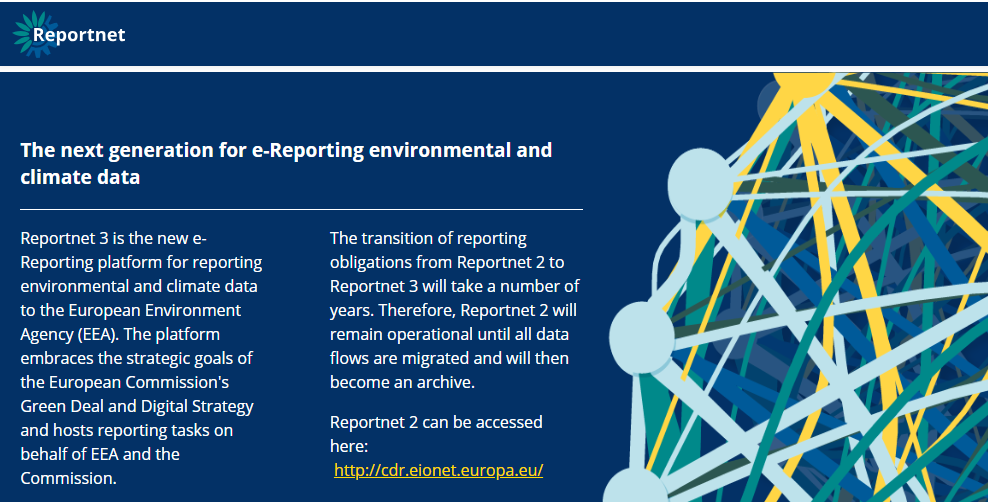 Reportnet
The next generation for e-Reporting environmental and
climate data
Reportnet 3 is the new e-
Reporting platform for reporting
environmental and climate data
to the European Environment
Agency (EEA). The platform
embraces the strategic goals of
the European Commission's
Green Deal and Digital Strategy
and hosts reporting tasks on
behalf of EEA and the
Commission.
The transition of reporting
obligations from Reportnet 2 to
Reportnet 3 will take a number of
years. Therefore, Reportnet 2 will
remain operational until all data
flows are migrated and will then
become an archive.
Reportnet 2 can be accessed
here:
http://cdr.eionet.europa.eu/